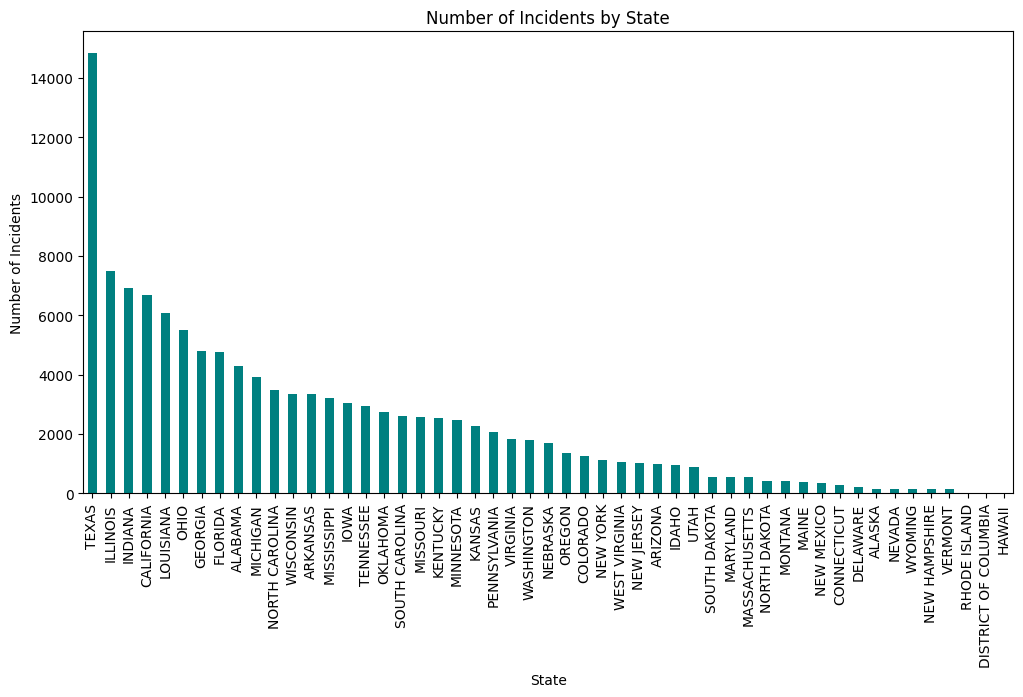 Number of Incidents by State
Number of Incidents
14000
12000
10000
8000
6000
4000
2000
0
TEXAS
ILLINOIS
INDIANA
CALIFORNIA
LOUISIANA
OHIO
GEORGIA
FLORIDA
ALABAMA
MICHIGAN
NORTH CAROLINA
WISCONSIN
ARKANSAS
MISSISSIPPI
IOWA
TENNESSEE
OKLAHOMA
SOUTH CAROLINA
MISSOURI
KENTUCKY
MINNESOTA
KANSAS
PENNSYLVANIA
VIRGINIA
WASHINGTON
NEBRASKA
OREGON
COLORADO
NEW YORK
WEST VIRGINIA
NEW JERSEY
ARIZONA
IDAHO
UTAH
SOUTH DAKOTA
MARYLAND
MASSACHUSETTS
NORTH DAKOTA
MONTANA
MAINE
NEW MEXICO
CONNECTICUT
DELAWARE
ALASKA
NEVADA
WYOMING
NEW HAMPSHIRE
VERMONT
RHODE ISLAND
DISTRICT OF COLUMBIA
HAWAII
State